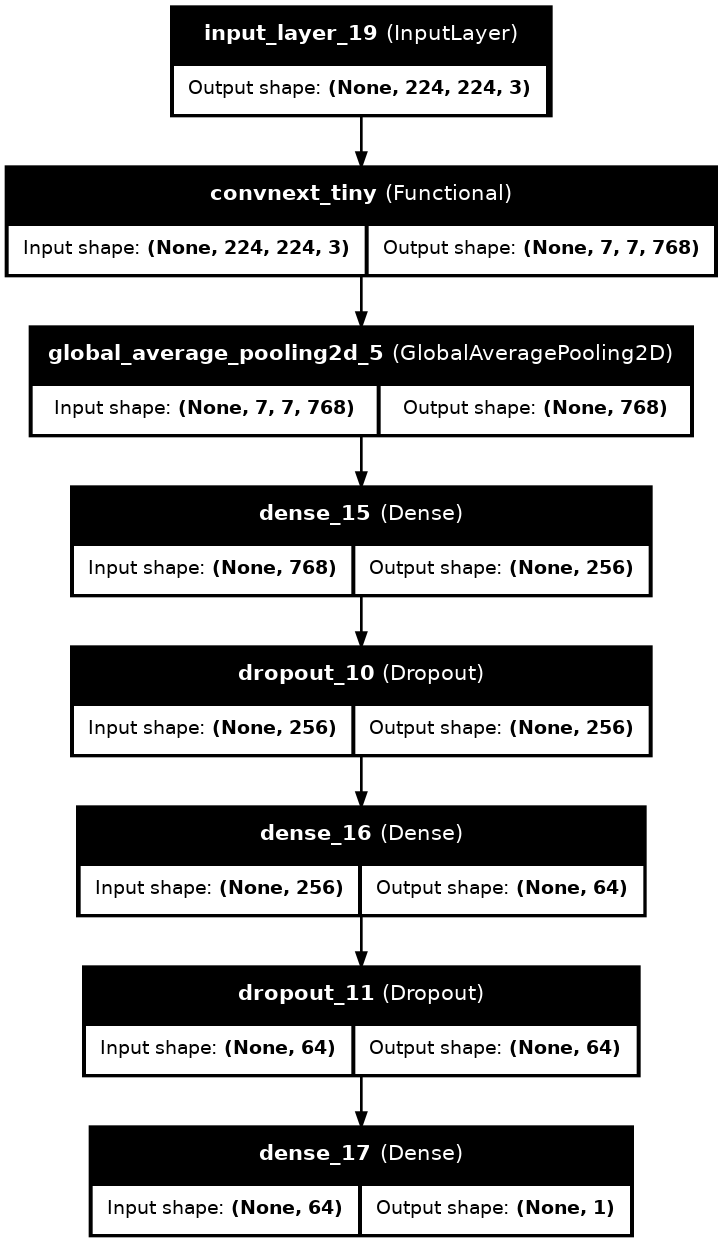 input_layer_19 (InputLayer)
Output shape: (None, 224, 224, 3)
convnext_tiny (Functional)
Input shape: (None, 224, 224, 3) Output shape: (None, 7, 7, 768)
global_average_pooling2d_5 (GlobalAveragePooling2D)
Input shape: (None, 7, 7, 768) Output shape: (None, 768)
dense_15 (Dense)
Input shape: (None, 768) Output shape: (None, 256)
dropout_10 (Dropout)
Input shape: (None, 256) Output shape: (None, 256)
dense_16 (Dense)
Input shape: (None, 256) Output shape: (None, 64)
dropout_11 (Dropout)
Input shape: (None, 64) Output shape: (None, 64)
dense_17 (Dense)
Input shape: (None, 64) Output shape: (None, 1)